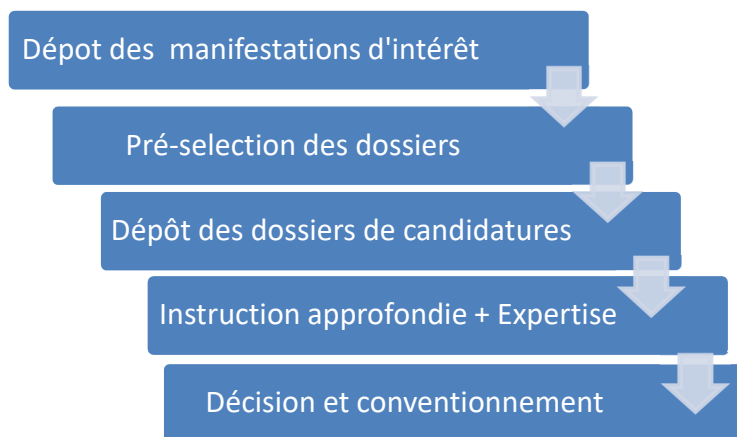 Dépot des  manifestations d'intérêt
Pré-selection des dossiers
Dépôt des dossiers de candidatures
Instruction approfondie + Expertise
Décision et conventionnement